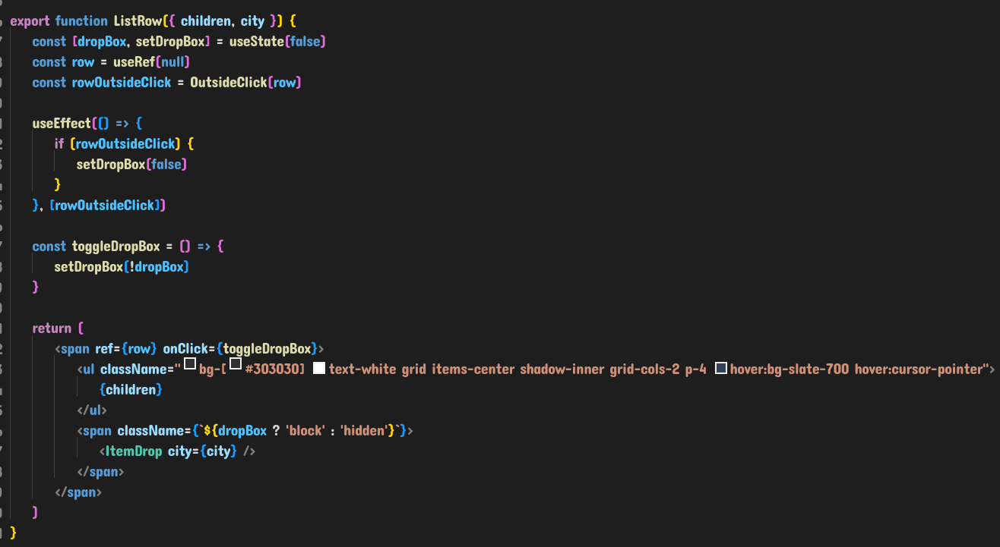 export function ListRow({ children, city }) {
const [dropBox, setDropBox] = useState(false)
const row = useRef(null)
const rowOutsideClick = OutsideClick(row)
useEffect(() => {
if (rowOutsideClick) {
setDropBox(false)
}
}, [rowOutsideClick])
const toggleDropBox = () => {
setDropBox(!dropBox)
}
return (
<span ref={row} onClick={toggleDropBox}>
<ul className="bg-[#303030] text-white grid items-center shadow-inner grid-cols-2 p-4 hover:bg-slate-700 hover:cursor-pointer">
{children}
</ul>
<span className={`${dropBox ? 'block' : 'hidden'}`}>
<ItemDrop city={city} />
</span>
</span>
)
}